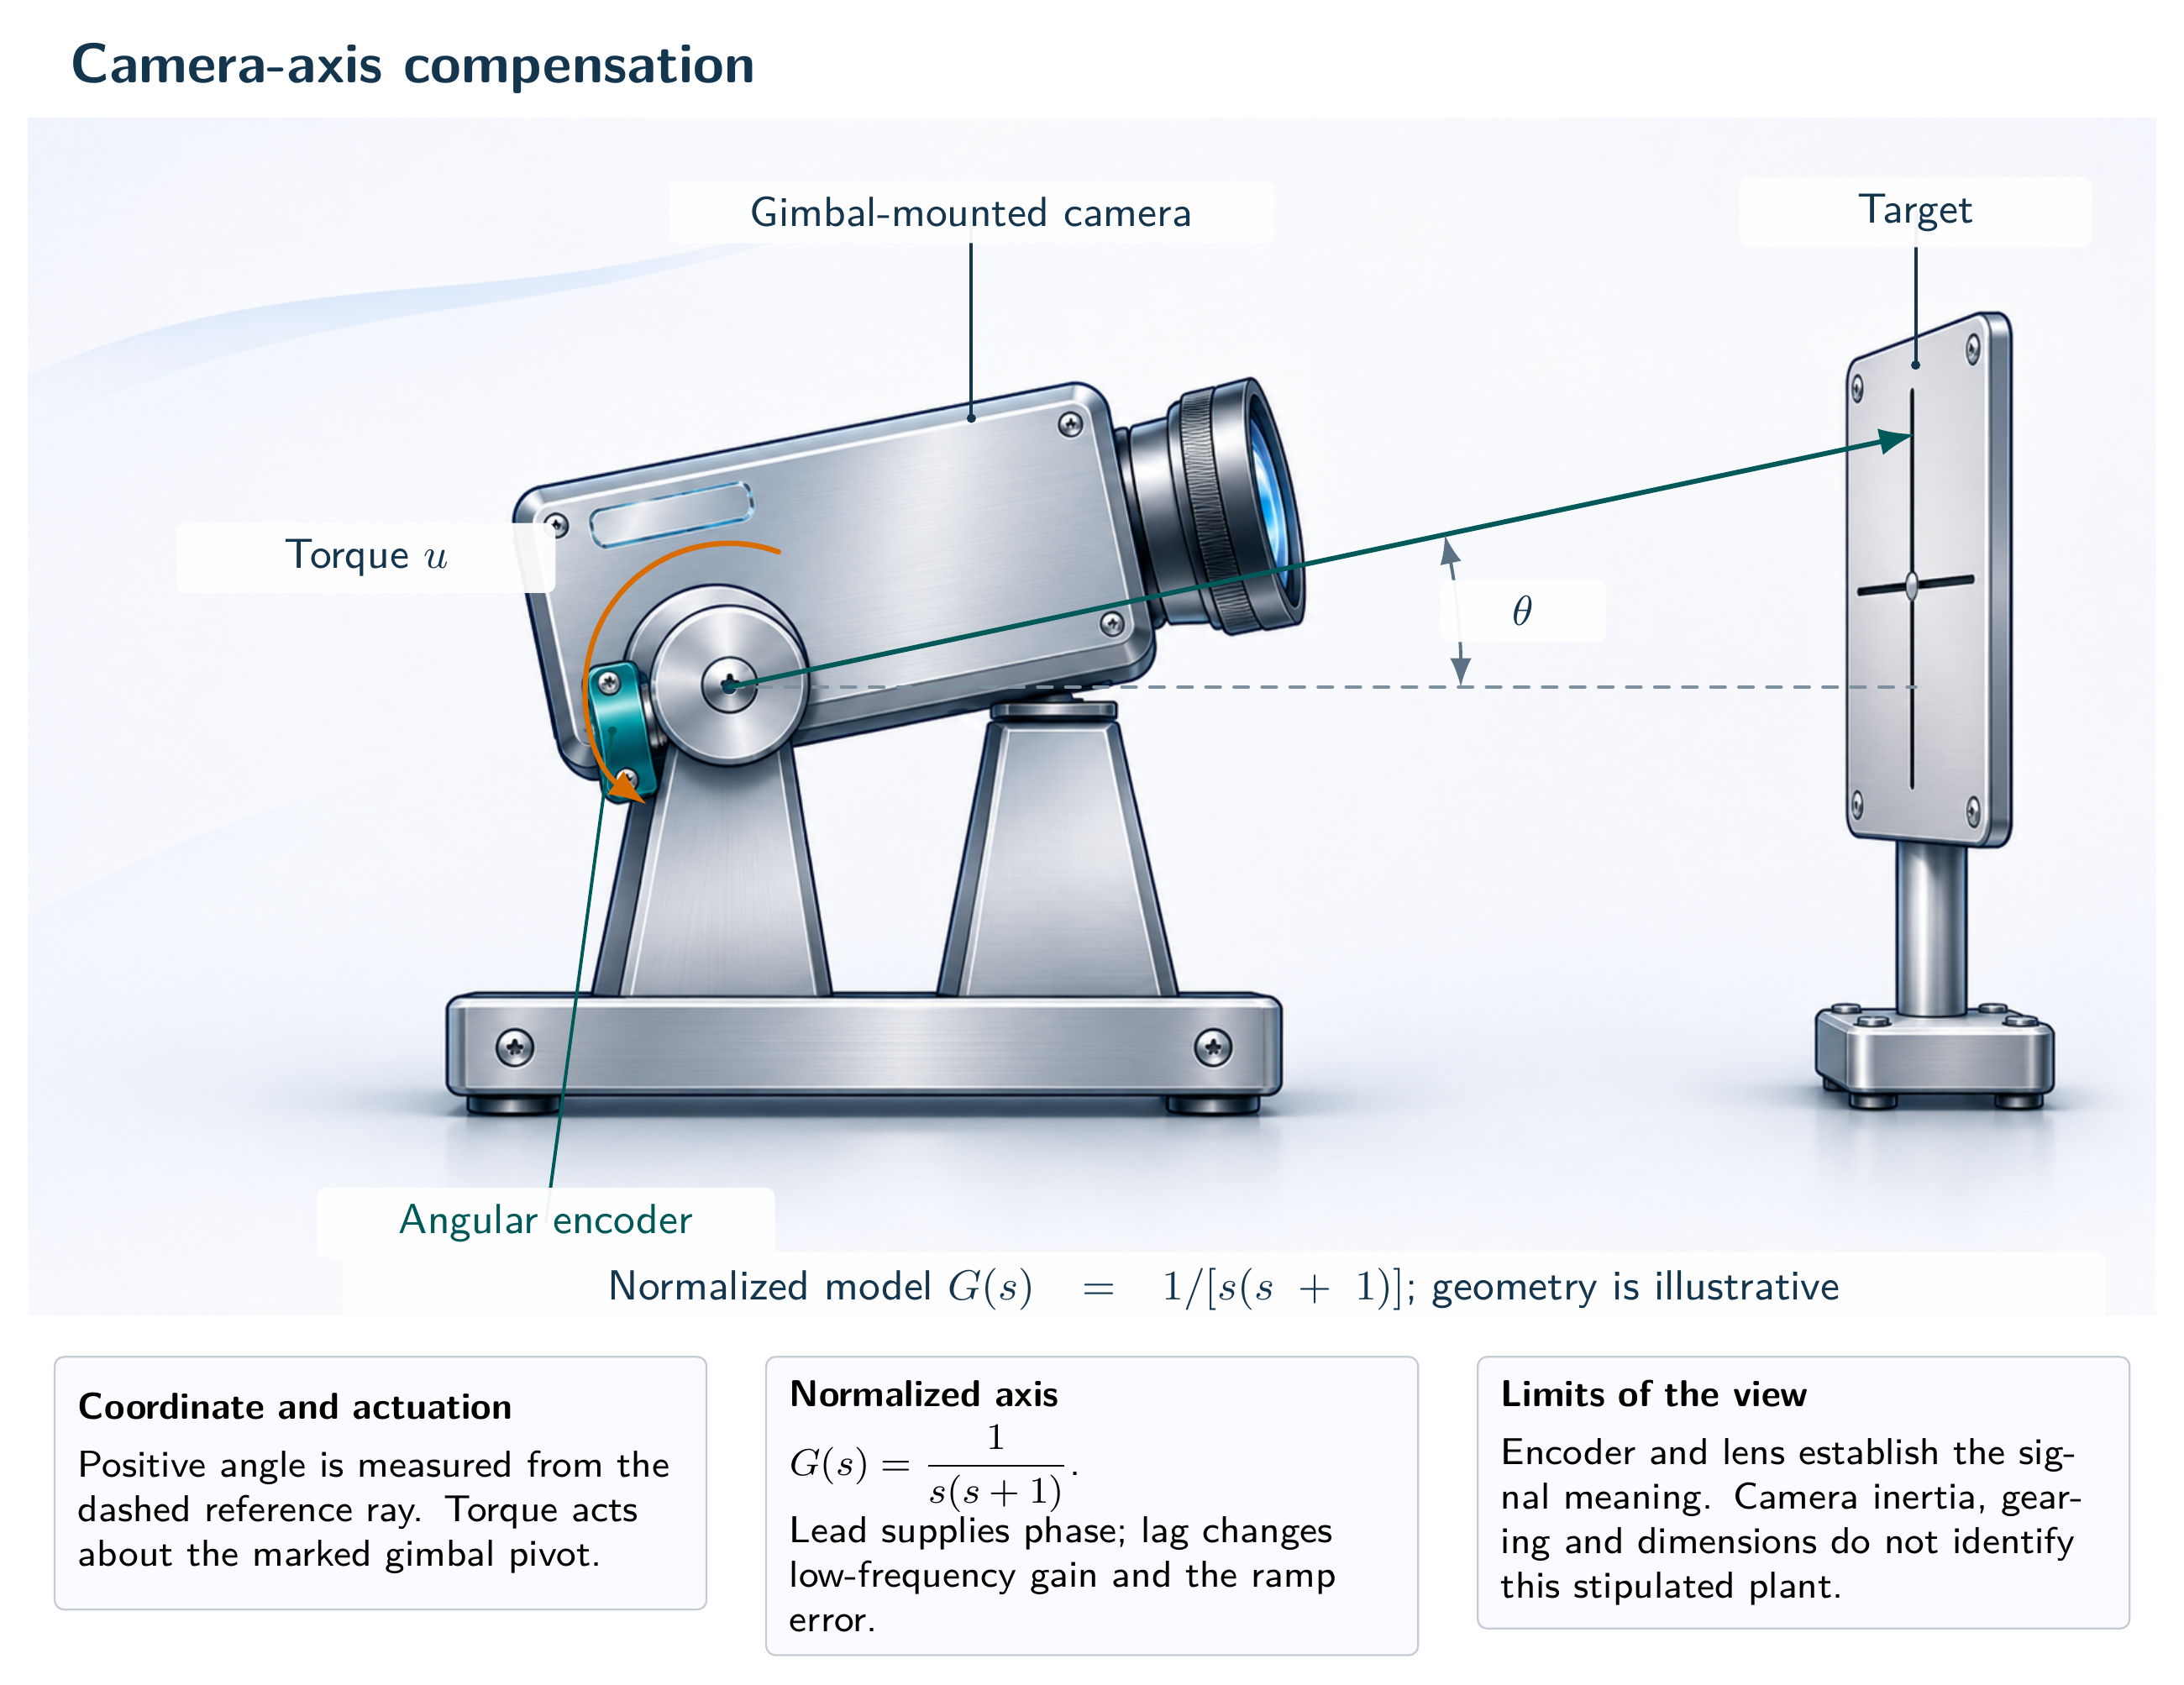 Camera-axis compensation
Gimbal-mounted camera
Target
Torque u
θ
Angular encoder
Normalized model G(s) = 1/[s(s + 1)]; geometry is illustrative
Coordinate and actuation
Positive angle is measured from the
dashed reference ray. Torque acts
about the marked gimbal pivot.
Normalized axis
G(s) = 1/(s(s + 1)).
Lead supplies phase; lag changes
low-frequency gain and the ramp
error.
Limits of the view
Encoder and lens establish the sig-
nal meaning. Camera inertia, gear-
ing and dimensions do not identify
this stipulated plant.